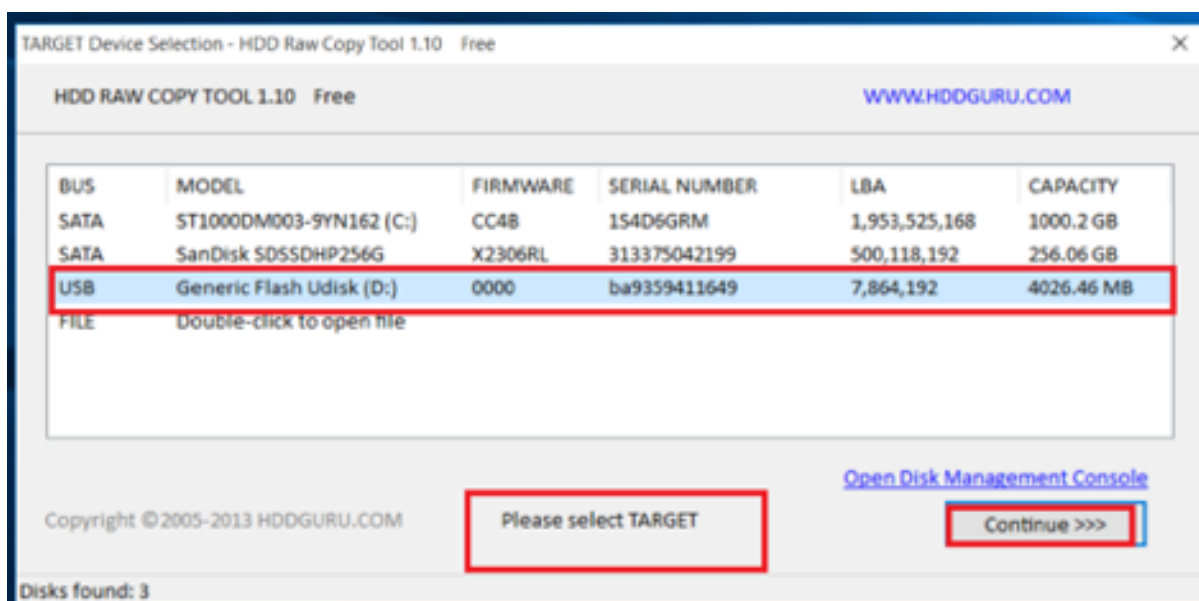 TARGET Device Selection - HDD Raw Copy Tool 1.10 Free
HDD RAW COPY TOOL 1.10 Free WWW.HDDGURU.COM
BUS MODEL FIRMWARE SERIAL NUMBER LBA CAPACITY
SATA ST1000DM003-9YN162 (C:) CC4B 1S4D6GRM 1,953,525,168 1000.2 GB
SATA SanDisk SDSSDHP256G X2306RL 313375042199 500,118,192 256.06 GB
USB Generic Flash Udisk (D:) 0000 ba9359411649 7,864,192 4026.46 MB
FILE Double-click to open file
Open Disk Management Console
Copyright ©2005-2013 HDDGURU.COM Please select TARGET Continue >>>
Disks found: 3